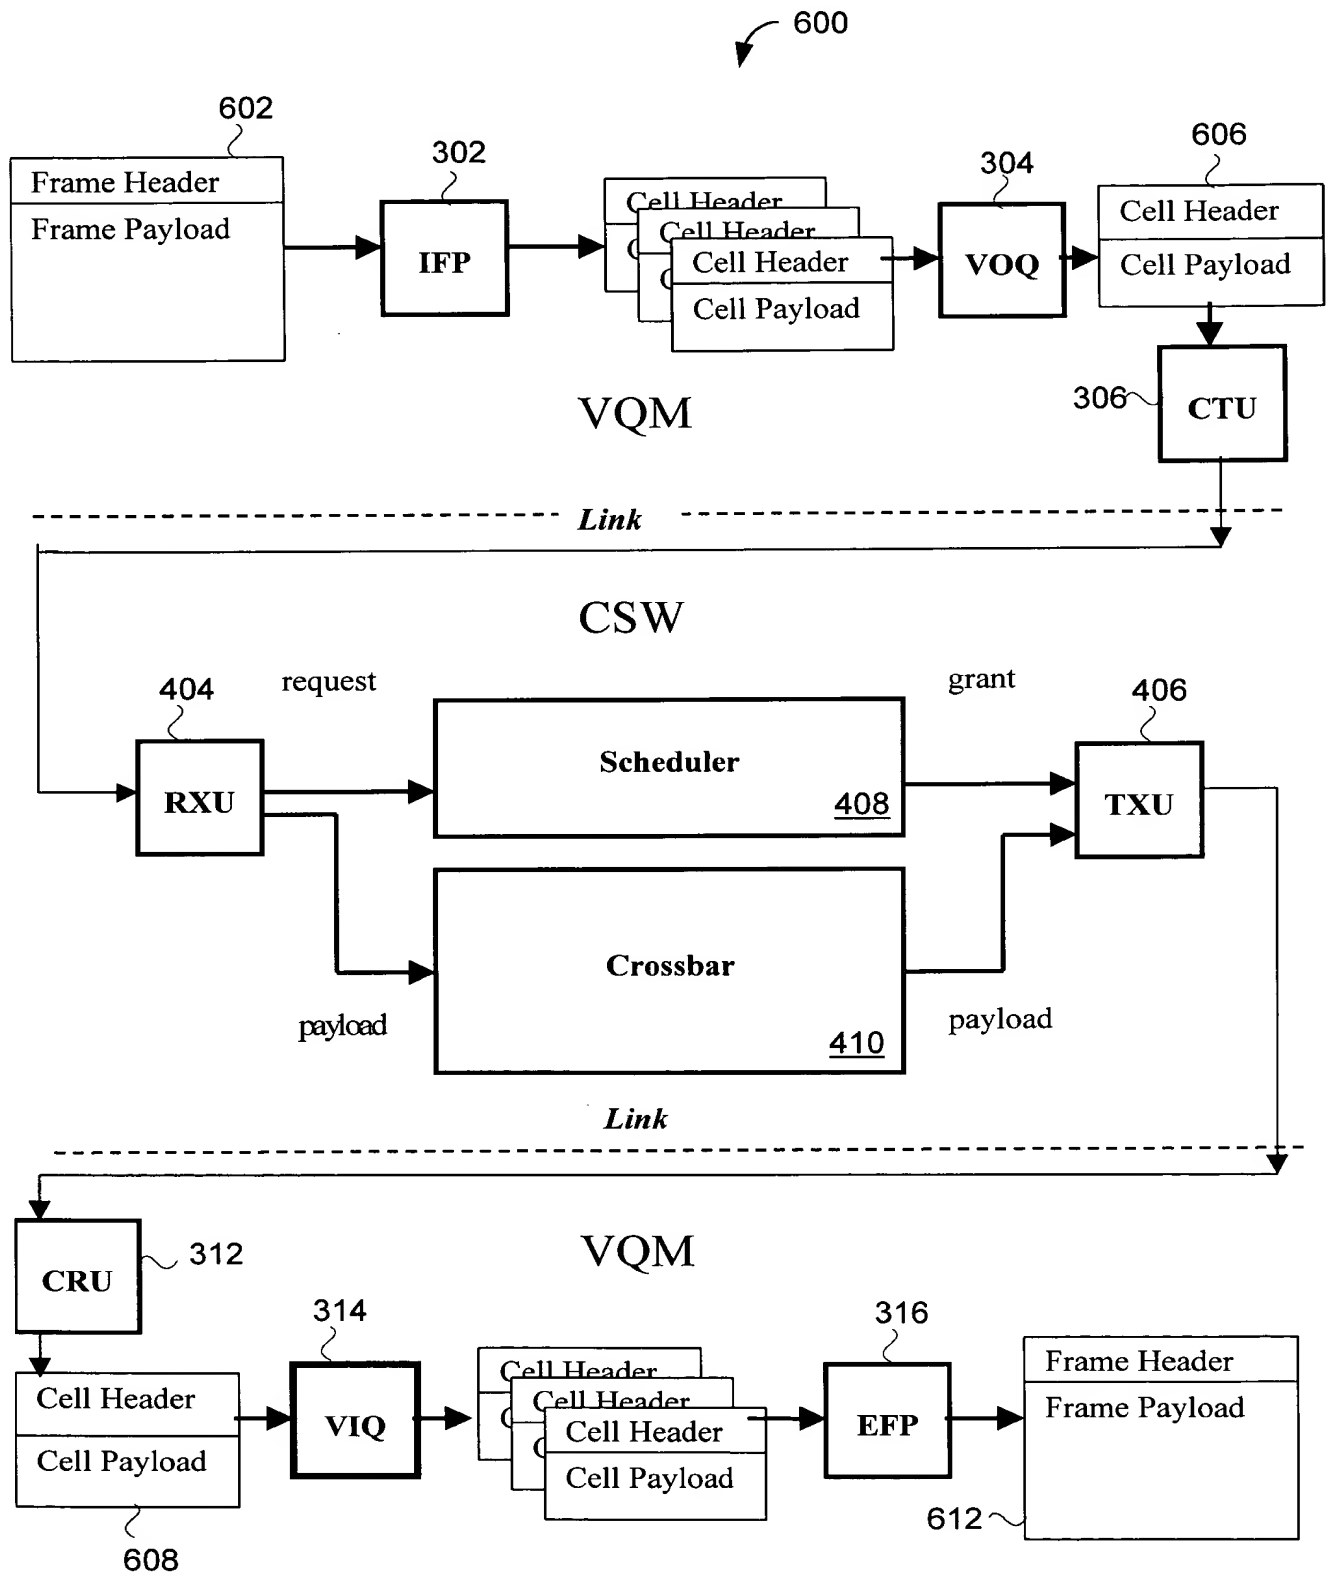 600
602
Frame Header
Frame Payload
302
IFP
Cell Header
C
Cell Header
C
Cell Header
Cell Payload
304
VOQ
606
Cell Header
Cell Payload
306
CTU
VQM
Link
CSW
404
RXU
request
payload
Scheduler
408
Crossbar
410
grant
payload
406
TXU
Link
VQM
CRU
312
Cell Header
Cell Payload
608
314
VIQ
Cell Header
C
Cell Header
C
Cell Header
Cell Payload
316
EFP
Frame Header
Frame Payload
612